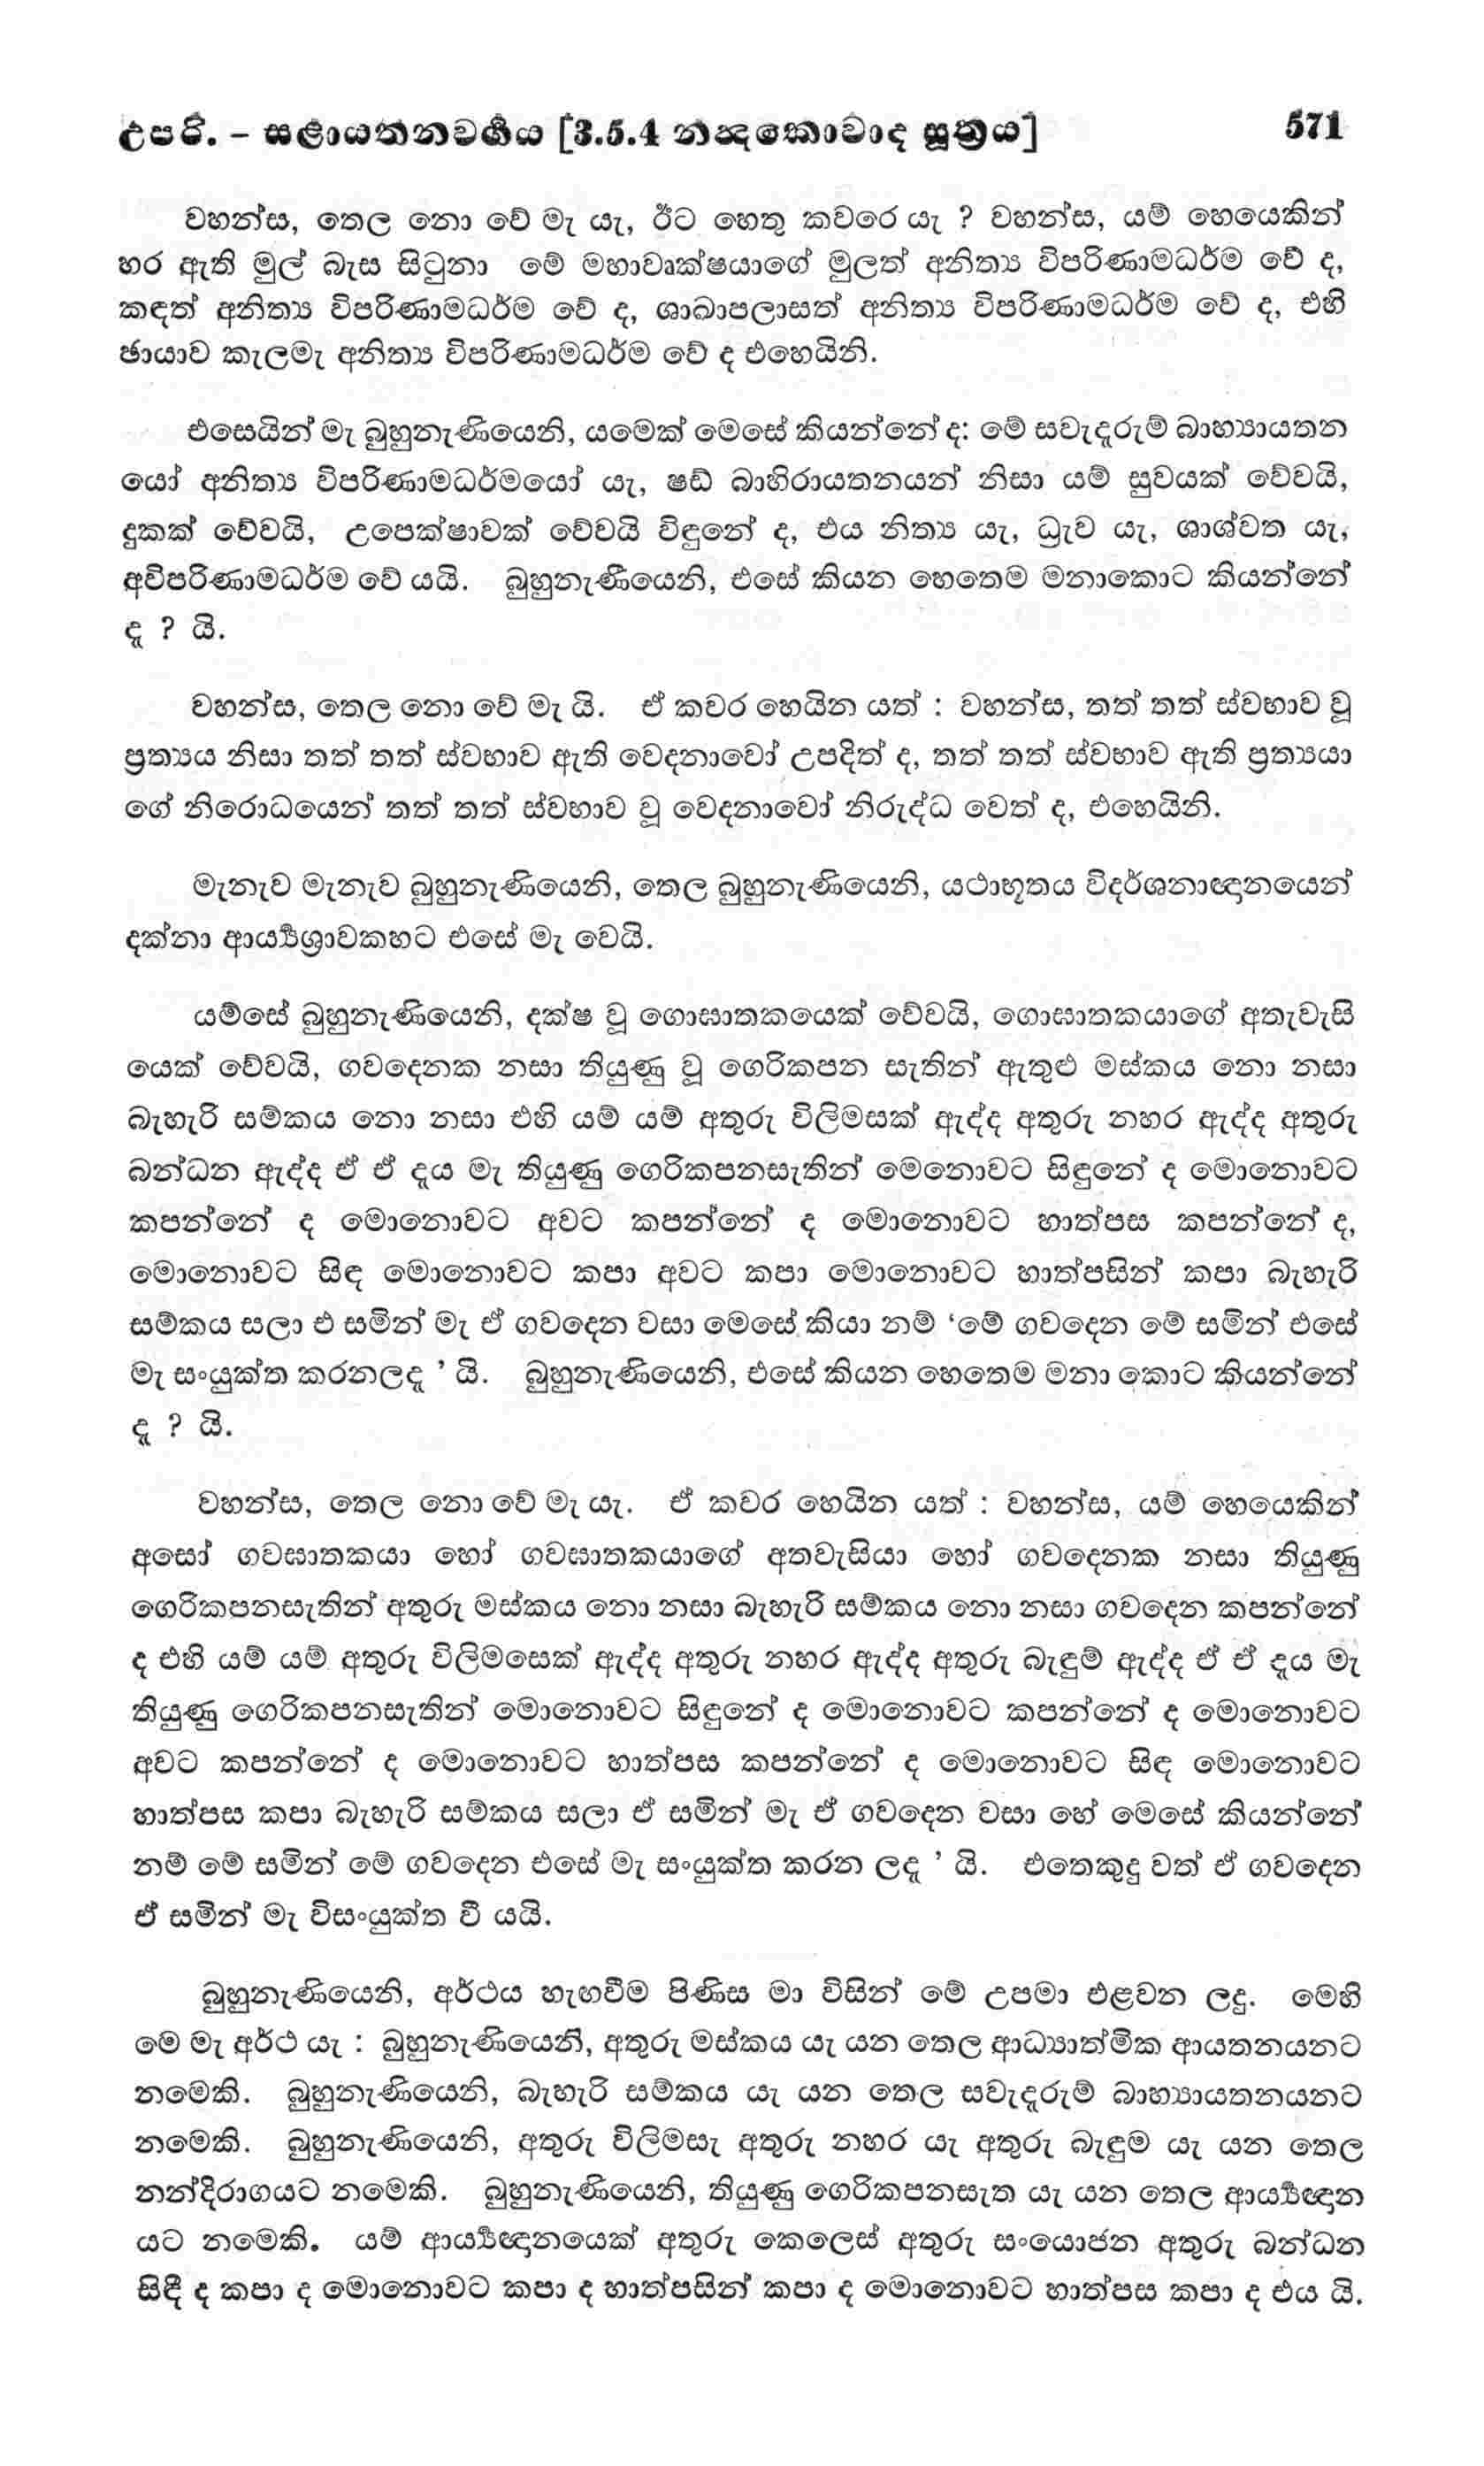 උපරි. – සළායතනවර්‍ගය [3.5.4 නන්‍දකොවාද සූත්‍රය] 571
වහන්ස, තෙල නො වේ මැ යැ, ඊට හෙතු කවරෙ යැ ? වහන්ස, යම් හෙයෙකින්
හර ඇති මුල් බැස සිටුනා මේ මහාවෘක්ෂයාගේ මුලත් අනිත්‍ය විපරිණාමධර්ම වේ ද,
කඳත් අනිත්‍ය විපරිණාමධර්ම වේ ද, ශාඛාපලාසත් අනිත්‍ය විපරිණාමධර්ම වේ ද, එහි
ඡායාව කැලමැ අනිත්‍ය විපරිණාමධර්ම වේ ද එහෙයිනි.
එසෙයින් මැ බුහුනැණියෙනි, යමෙක් මෙසේ කියන්නේ ද: මේ සවැදෑරුම් බාහ්‍යායතන
යෝ අනිත්‍ය විපරිණාමධර්මයෝ යැ, ෂඩ් බාහිරායතනයන් නිසා යම් සුවයක් වේවයි,
දුකක් වේවයි, උපෙක්ෂාවක් වේවයි විඳුනේ ද, එය නිත්‍ය යැ, ධ්‍රැව යැ, ශාශ්වත යැ,
අවිපරිණාමධර්ම වේ යයි. බුහුනැණියෙනි, එසේ කියන හෙතෙම මනාකොට කියන්නේ
දැ ? යි.
වහන්ස, තෙල නො වේ මැ යි. ඒ කවර හෙයින යත් : වහන්ස, තත් තත් ස්වභාව වූ
ප්‍රත්‍යය නිසා තත් තත් ස්වභාව ඇති වෙදනාවෝ උපදිත් ද, තත් තත් ස්වභාව ඇති ප්‍රත්‍යයා
ගේ නිරොධයෙන් තත් තත් ස්වභාව වූ වෙදනාවෝ නිරුද්ධ වෙත් ද, එහෙයිනි.
මැනැව මැනැව බුහුනැණියෙනි, තෙල බුහුනැණියෙනි, යථාභූතය විදර්ශනාඥානයෙන්
දක්නා ආර්‍ය්‍යශ්‍රාවකහට එසේ මැ වෙයි.
යම්සේ බුහුනැණියෙනි, දක්ෂ වූ ගොඝාතකයෙක් වේවයි, ගොඝාතකයාගේ අතැවැසි
යෙක් වේවයි, ගවදෙනක නසා තියුණු වූ ගෙරිකපන සැතින් ඇතුළු මස්කය නො නසා
බැහැරි සම්කය නො නසා එහි යම් යම් අතුරු විලිමසක් ඇද්ද අතුරු නහර ඇද්ද අතුරු
බන්ධන ඇද්ද ඒ ඒ දැය මැ තියුණු ගෙරිකපනසැතින් මෙනොවට සිඳුනේ ද මොනොවට
කපන්නේ ද මොනොවට අවට කපන්නේ ද මොනොවට හාත්පස කපන්නේ ද,
මොනොවට සිඳ මොනොවට කපා අවට කපා මොනොවට හාත්පසින් කපා බැහැරි
සම්කය සලා එ සමින් මැ ඒ ගවදෙන වසා මෙසේ කියා නම් ‘මේ ගවදෙන මේ සමින් එසේ
මැ සංයුක්ත කරනලදැ ’ යි. බුහුනැණියෙනි, එසේ කියන හෙතෙම මනා කොට කියන්නේ
දැ ? යි.
වහන්ස, තෙල නො වේ මැ යැ. ඒ කවර හෙයින යත් : වහන්ස, යම් හෙයෙකින්
අසෝ ගවඝාතකයා හෝ ගවඝාතකයාගේ අතවැසියා හෝ ගවදෙනක නසා තියුණු
ගෙරිකපනසැතින් අතුරු මස්කය නො නසා බැහැරි සම්කය නො නසා ගවදෙන කපන්නේ
ද එහි යම් යම් අතුරු විලිමසෙක් ඇද්ද අතුරු නහර ඇද්ද අතුරු බැඳුම් ඇද්ද ඒ ඒ දැය මැ
තියුණු ගෙරිකපනසැතින් මොනොවට සිඳුනේ ද මොනොවට කපන්නේ ද මොනොවට
අවට කපන්නේ ද මොනොවට හාත්පස කපන්නේ ද මොනොවට සිඳ මොනොවට
හාත්පස කපා බැහැරි සම්කය සලා ඒ සමින් මැ ඒ ගවදෙන වසා හේ මෙසේ කියන්නේ
නම් මේ සමින් මේ ගවදෙන එසේ මැ සංයුක්ත කරන ලදැ ’ යි. එතෙකුදු වත් ඒ ගවදෙන
ඒ සමින් මැ විසංයුක්ත වී යයි.
බුහුනැණියෙනි, අර්ථය හැඟවීම පිණිස මා විසින් මේ උපමා එළවන ලදු. මෙහි
මෙ මැ අර්ථ යැ : බුහුනැණියෙනි, අතුරු මස්කය යැ යන තෙල ආධ්‍යාත්මික ආයතනයනට
නමෙකි. බුහුනැණියෙනි, බැහැරි සම්කය යැ යන තෙල සවැදෑරුම් බාහ්‍යායතනයනට
නමෙකි. බුහුනැණියෙනි, අතුරු විලිමසැ අතුරු නහර යැ අතුරු බැඳුම යැ යන තෙල
නන්දිරාගයට නමෙකි. බුහුනැණියෙනි, තියුණු ගෙරිකපනසැත යැ යන තෙල ආර්‍ය්‍යඥාන
යට නමෙකි. යම් ආර්‍ය්‍යඥානයෙක් අතුරු කෙලෙස් අතුරු සංයොජන අතුරු බන්ධන
සිඳී ද කපා ද මොනොවට කපා ද හාත්පසින් කපා ද මොනොවට හාත්පස කපා ද එය යි.